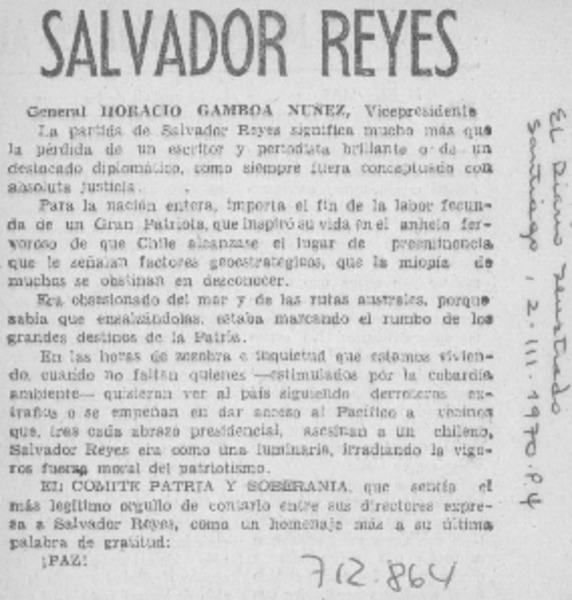 SALVADOR REYES
General HORACIO GAMBOA NUÑEZ, Vicepresidente
La partida de Salvador Reyes significa mucho más que
la pérdida de un escritor y periodista brillante o de un
destacado diplomático, como siempre fuera conceptuado con
absoluta justicia.
Para la nación entera, importa el fin de la labor fecun-
da de un Gran Patriota, que inspiró su vida en el anhelo fer-
voroso de que Chile alcanzase el lugar de preeminencia
que le señalan factores geoestratégicos, que la miopía de
muchos se obstinan en desconocer.
Era obsesionado del mar y de las rutas australes, porque
sabía que ensalzándolas, estaba marcando el rumbo de los
grandes destinos de la Patria.
En las horas de zozobra e inquietud que estamos vivien-
do, cuando no faltan quienes —estimulados por la cobardía
ambiente— quisieran ver al país siguiendo derroteros ex-
traños o se empeñan en dar acceso al Pacífico a vecinos
que, tras cada abrazo presidencial, asesinan a un chileno,
Salvador Reyes era como una luminaria, irradiando la vigo-
rosa fuerza moral del patriotismo.
EL COMITE PATRIA Y SOBERANIA, que sentía el
más legítimo orgullo de contarlo entre sus directores expre-
sa a Salvador Reyes, como un homenaje más a su última
palabra de gratitud:
¡PAZ!
El Diario Ilustrado
Santiago, 2.III.1970. P.4
712.864